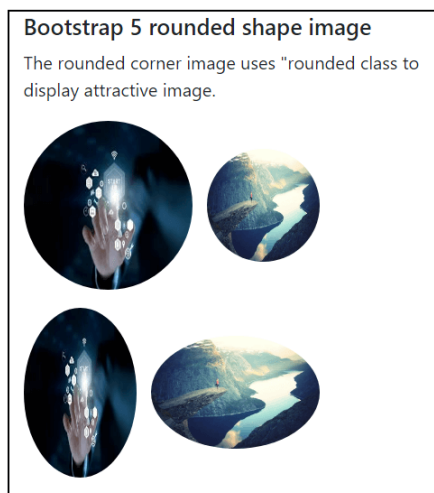 Bootstrap 5 rounded shape image
The rounded corner image uses "rounded class to
display attractive image.